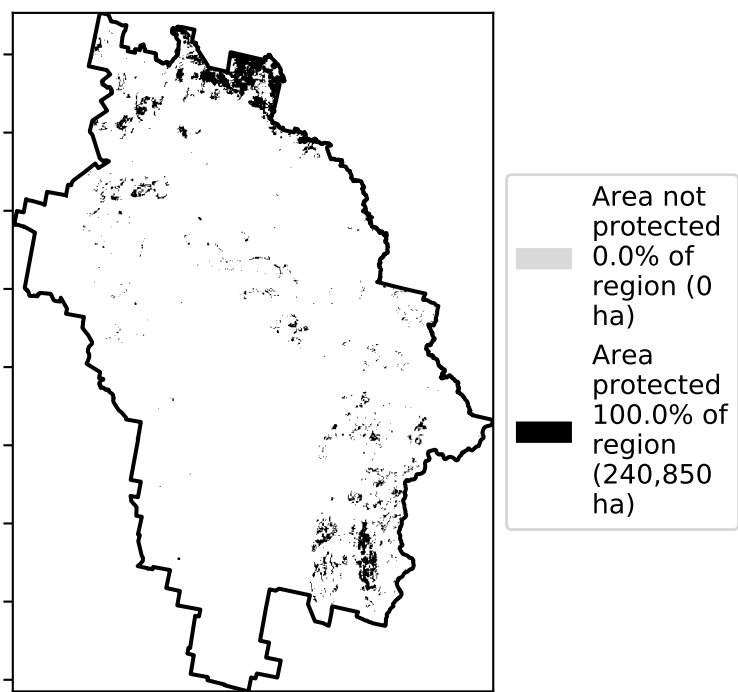 Area not
protected
0.0% of
region (0
ha)
Area
protected
100.0% of
region
(240,850
ha)